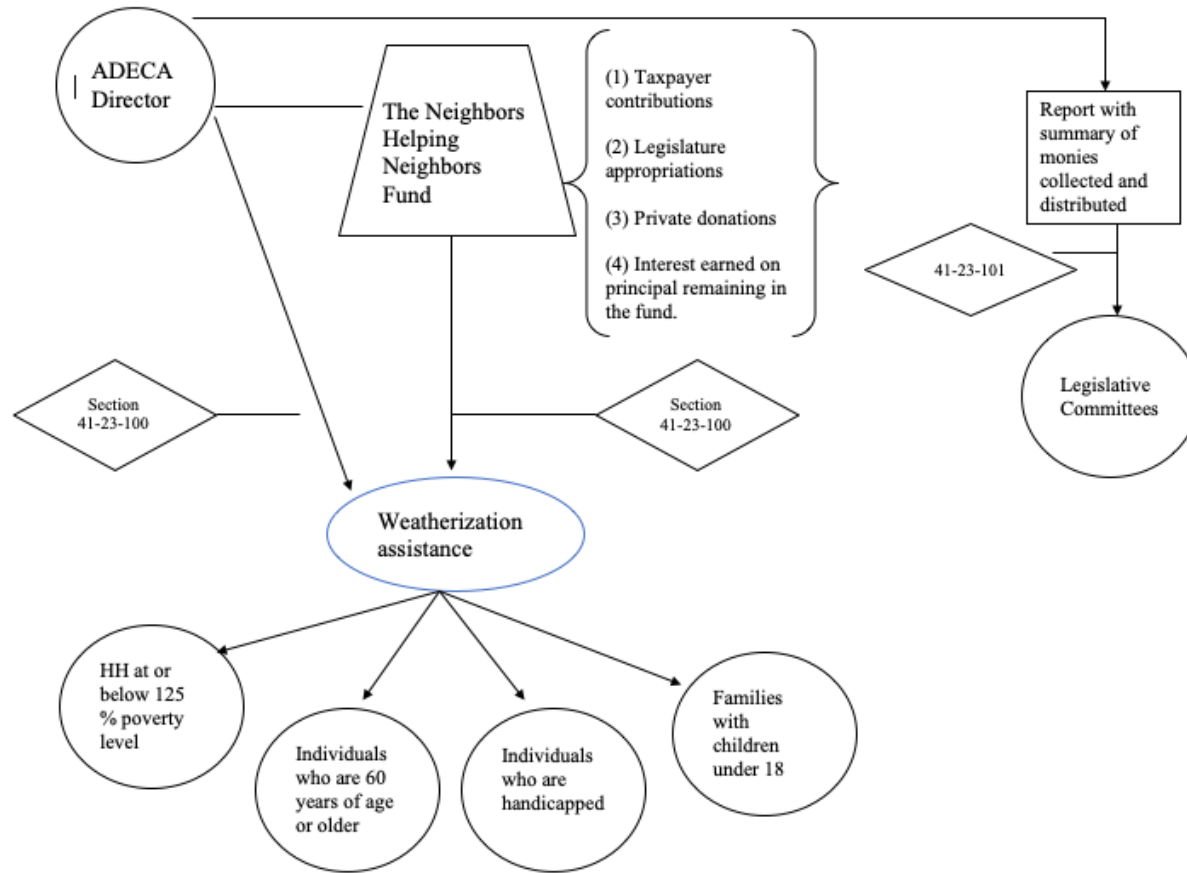 ADECA
Director
The Neighbors
Helping
Neighbors
Fund
(1) Taxpayer
contributions
(2) Legislature
appropriations
(3) Private donations
(4) Interest earned on
principal remaining in
the fund.
Report with
summary of
monies
collected and
distributed
41-23-101
Legislative
Committees
Section
41-23-100
Section
41-23-100
Weatherization
assistance
HH at or
below 125
% poverty
level
Individuals
who are 60
years of age
or older
Individuals
who are
handicapped
Families
with
children
under 18